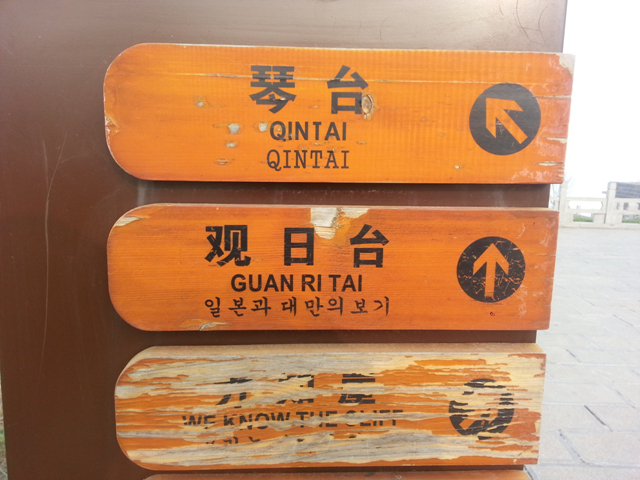 琴台
QINTAI
QINTAI
观日台
GUAN RI TAI
일본과 대만의 보기
WE KNOW THE CLIFF